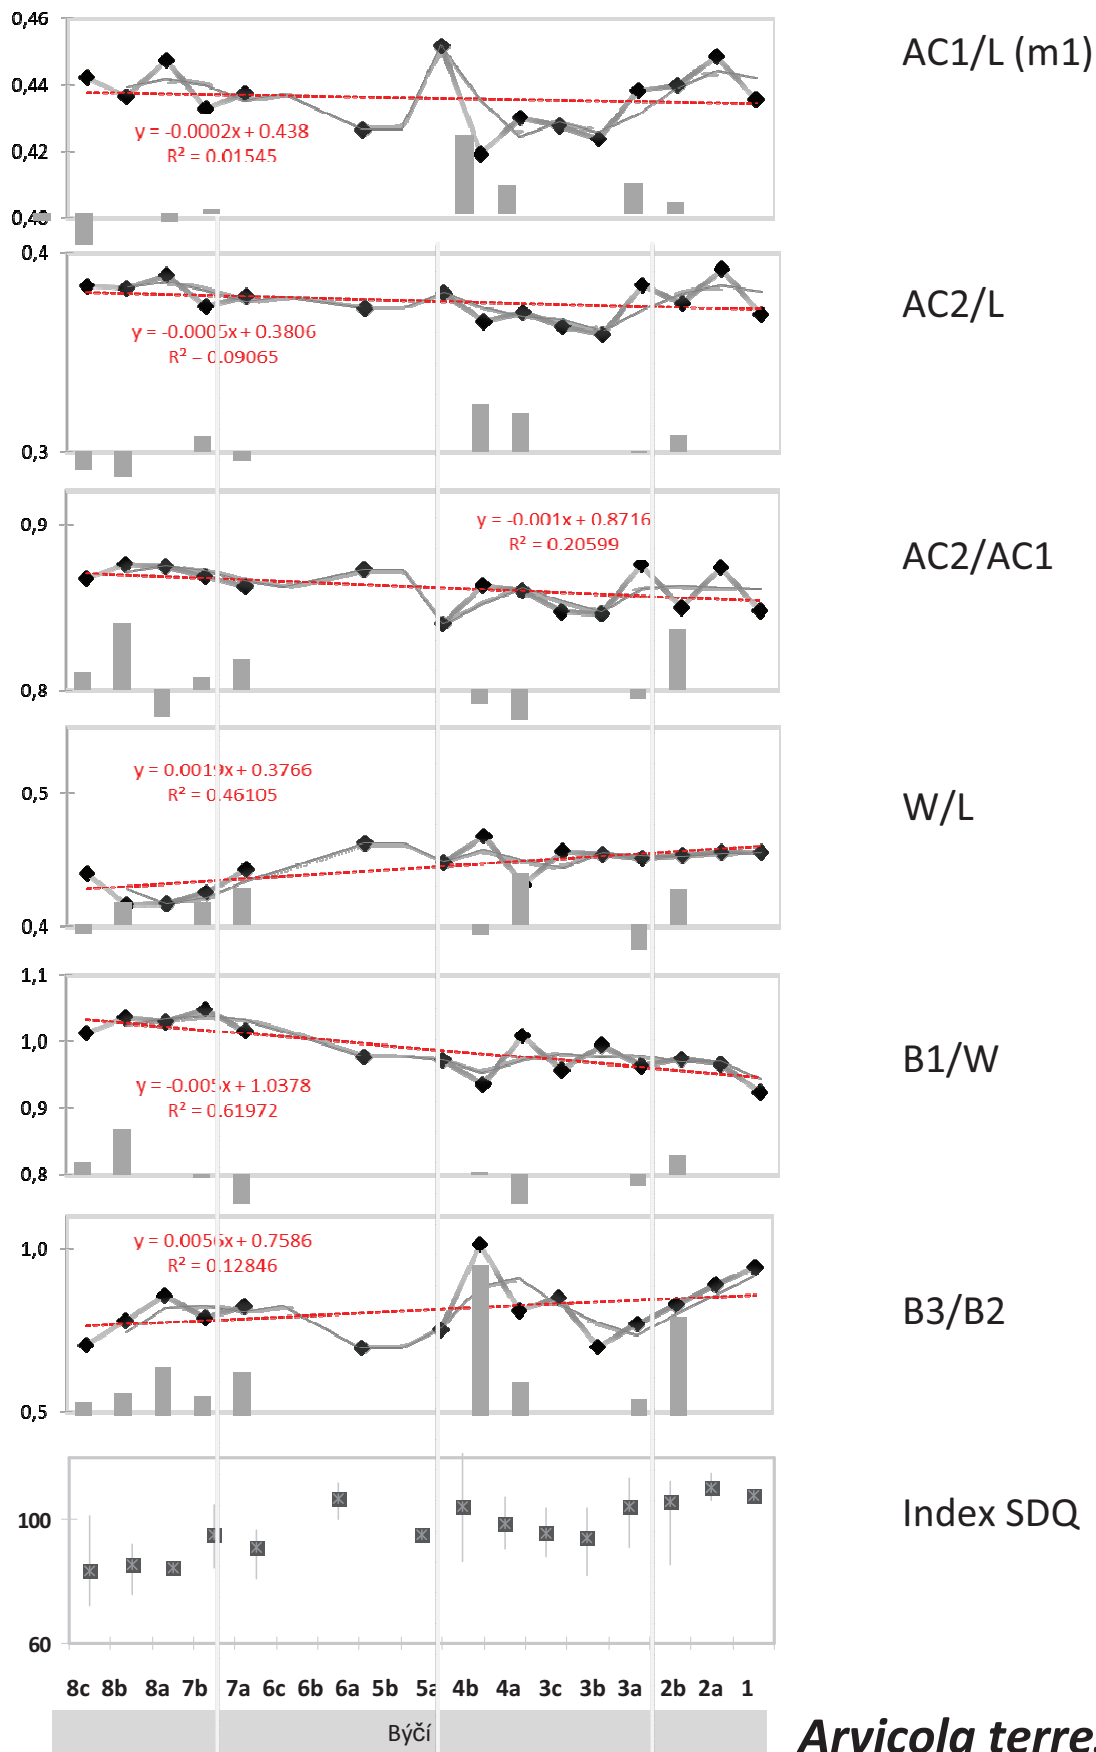 0,46
AC1/L (m1)
0,44
y = -0.0002x + 0.438
R² = 0.01545
0,42
0,4
AC2/L
y = -0.0005x + 0.3806
R² = 0.09065
0,3
0,9
y = -0.001x + 0.8716
R² = 0.20599
AC2/AC1
0,8
y = 0.0019x + 0.3766
R² = 0.46105
0,5
W/L
0,4
1,1
1,0
B1/W
y = -0.005x + 1.0378
R² = 0.61972
0,9
0,8
y = 0.0056x + 0.7586
R² = 0.12846
1,0
B3/B2
0,5
100
Index SDQ
60
8c 8b 8a 7b 7a 6c 6b 6a 5b 5a 4b 4a 3c 3b 3a 2b 2a 1
Býčí
Arvicola terres